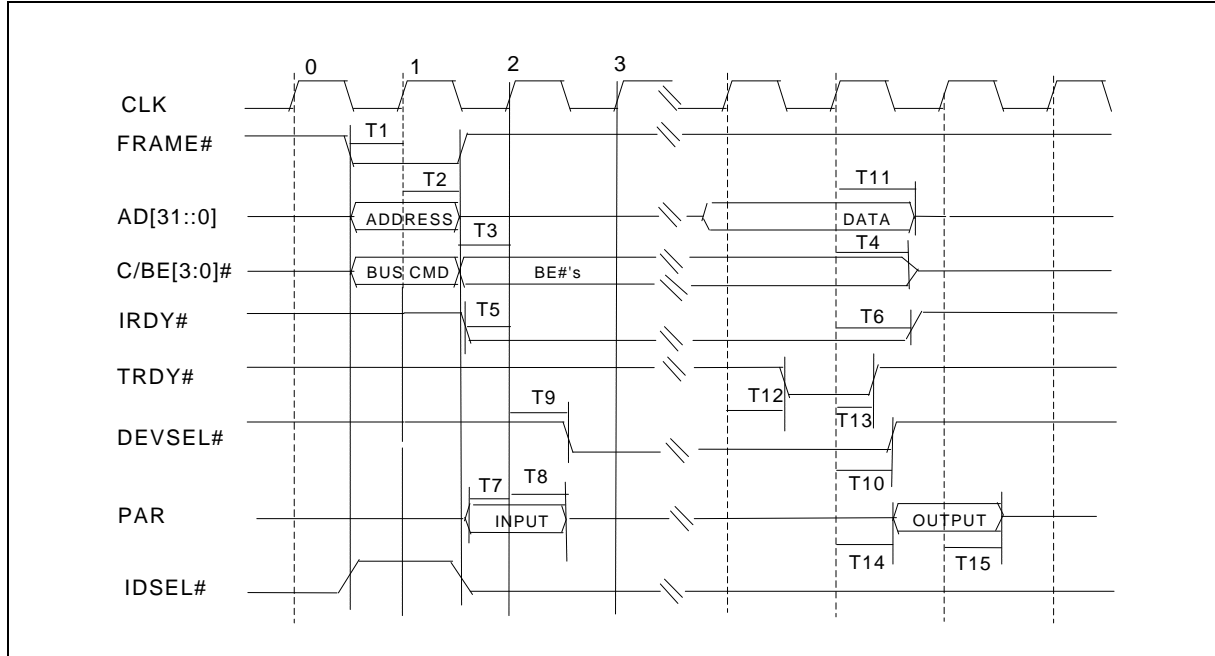 0 1 2 3
CLK
T1
FRAME#
T2 T11
AD[31::0] ADDRESS DATA
T3 T4
C/BE[3:0]# BUS CMD BE#'s
T5 T6
IRDY#
TRDY#
T9 T12 T13
DEVSEL#
T7 T8 T10
PAR INPUT OUTPUT
T14 T15
IDSEL#